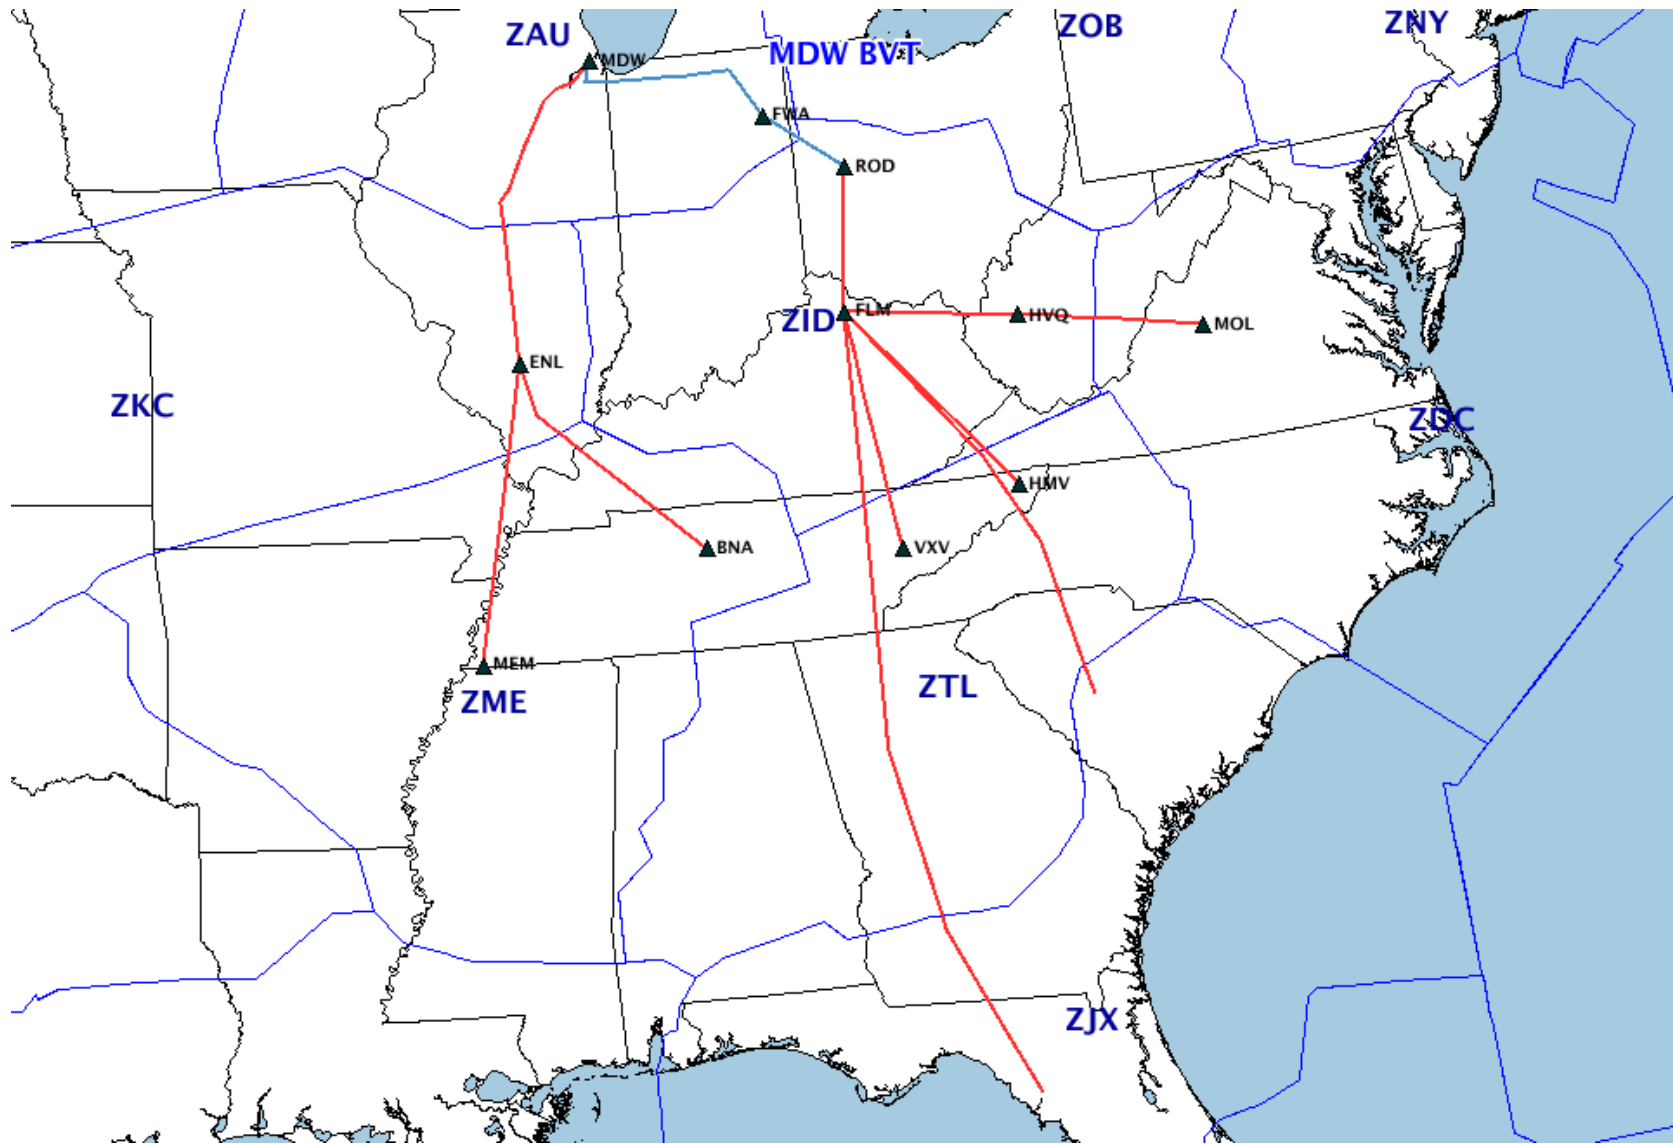 ZAU
ZOB
ZNY
MDW BVT
MDW
FWA
ROD
FLM
HVQ
MOL
ZID
ENL
ZKC
ZDC
HMV
BNA
VXV
MEM
ZME
ZTL
ZJX